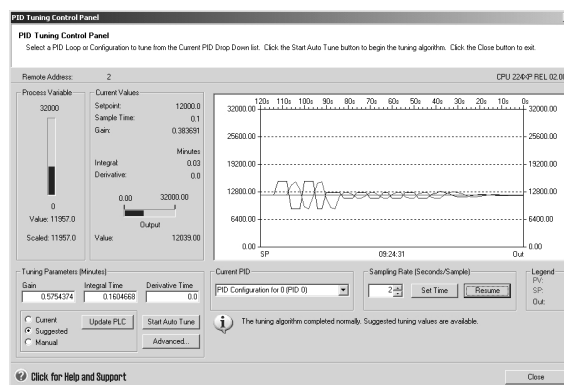 PID Tuning Control Panel
PID Tuning Control Panel
Select a PID Loop or Configuration to tune from the Current PID Drop Down list. Click the Start Auto Tune button to begin the tuning algorithm. Click the Close button to exit.
Remote Address: 2 CPU 224XP REL 02.00
Process Variable
32000
0
Value: 11957.0
Scaled: 11957.0
Current Values
Setpoint: 12000.0
Sample Time: 0.1
Gain: 0.383691
Minutes
Integral: 0.03
Derivative: 0.0
0.00 32000.00
Output
Value: 12039.00
120s 110s 100s 90s 80s 70s 60s 50s 40s 30s 20s 10s 0s
32000.00 32000.00
25600.00 25600.00
19200.00 19200.00
12800.00 12800.00
6400.00 6400.00
0.00 0.00
SP 09:24:31 Out
Tuning Parameters (Minutes)
Gain Integral Time Derivative Time
0.5754374 0.1604668 0.0
Current
Suggested
Manual
Update PLC
Start Auto Tune
Advanced...
Current PID
PID Configuration for 0 (PID 0)
Sampling Rate (Seconds/Sample)
2 Set Time Resume
Legend
PV:
SP:
Out:
The tuning algorithm completed normally. Suggested tuning values are available.
Click for Help and Support
Close